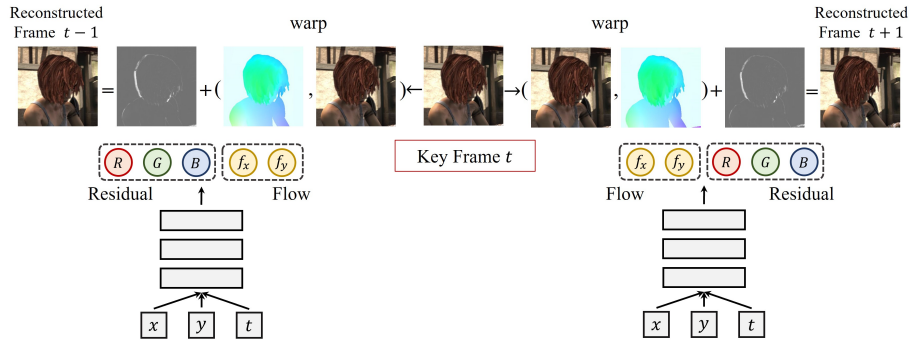 Reconstructed
Frame t − 1
warp
warp
Reconstructed
Frame t + 1
= + ( , ) ← → ( , ) + =
R G B f_x f_y
Key Frame t
f_x f_y R G B
Residual Flow
Flow Residual
x y t
x y t